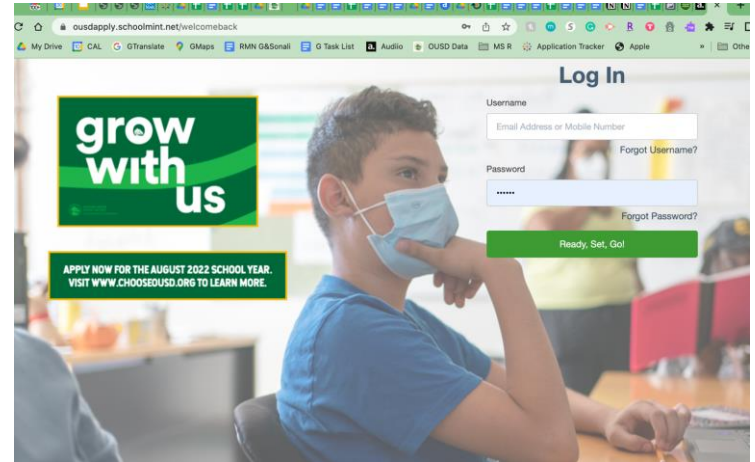 ousdapply.schoolmint.net/welcomeback
My Drive
CAL
GTranslate
GMaps
RMN G&Sonali
G Task List
Audiio
OUSD Data
MS R
Application Tracker
Apple
»
Othe
Log In
Username
Email Address or Mobile Number
Forgot Username?
Password
••••••
Forgot Password?
Ready, Set, Go!
grow
with
us
APPLY NOW FOR THE AUGUST 2022 SCHOOL YEAR.
VISIT WWW.CHOOSEOUSD.ORG TO LEARN MORE.